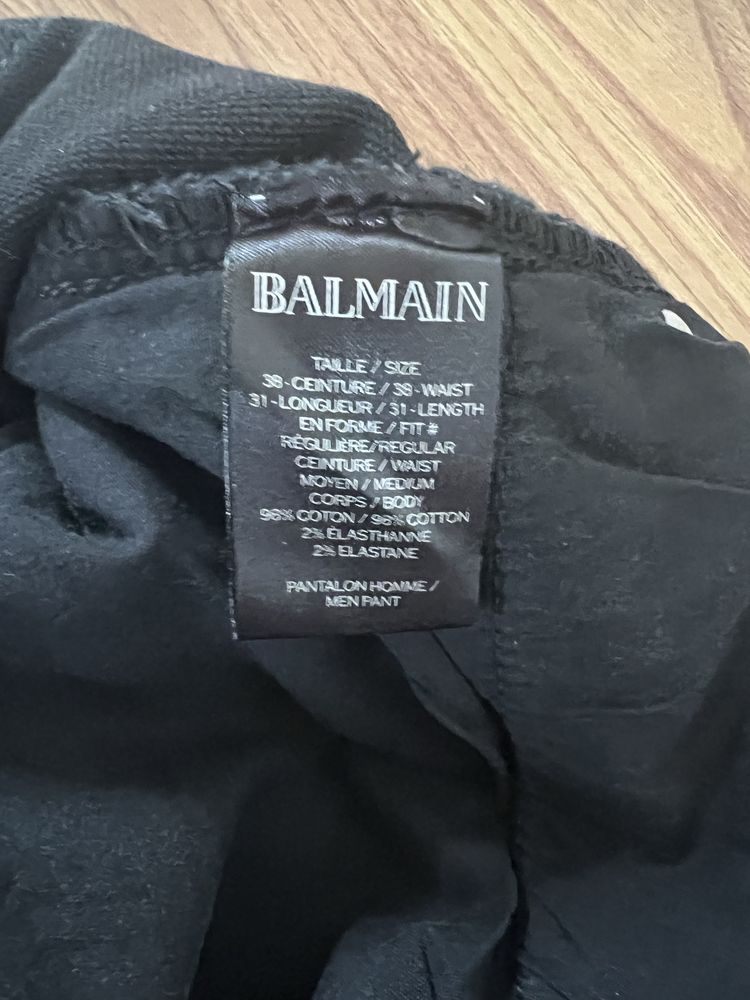 BALMAIN
TAILLE / SIZE
38-CEINTURE / 38-WAIST
31-LONGUEUR / 31-LENGTH
EN FORME / FIT #
RÉGULIÈRE/REGULAR
CEINTURE / WAIST
MOYEN / MEDIUM
CORPS / BODY
98% COTON / 98% COTTON
2% ÉLASTHANNE
2% ELASTANE
PANTALON HOMME /
MEN PANT